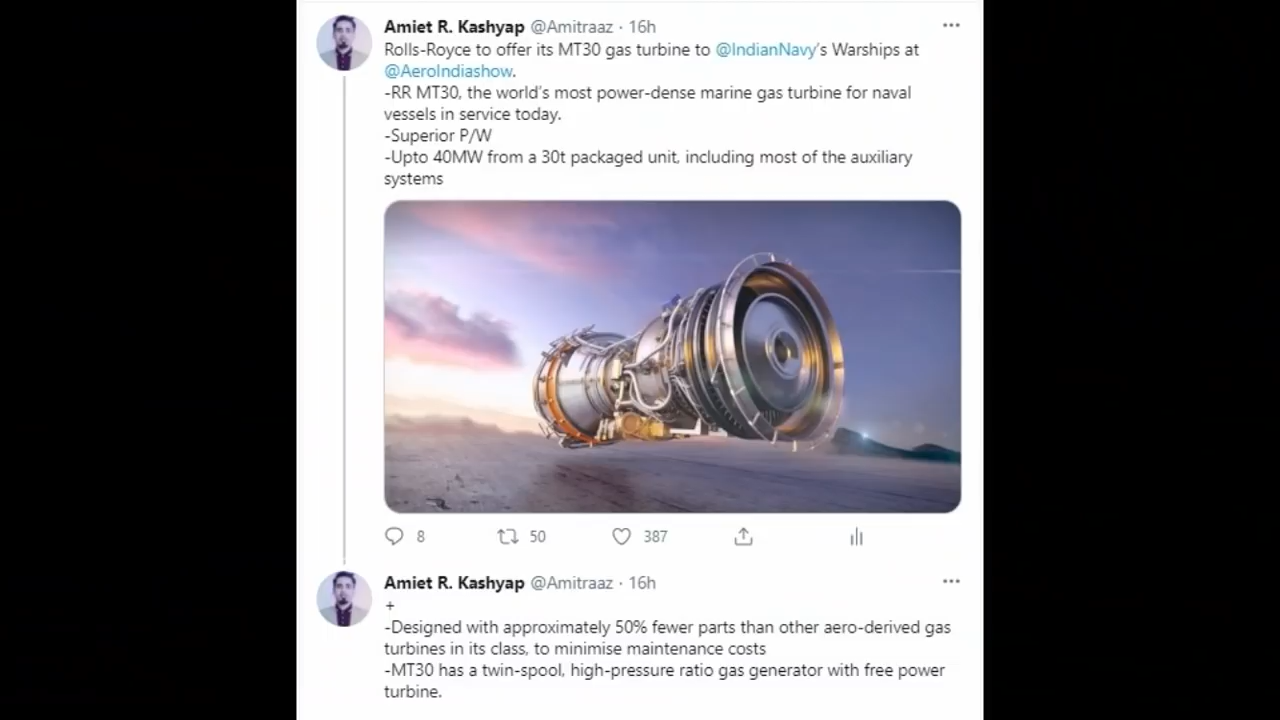 Amiet R. Kashyap @Amitraaz · 16h
Rolls-Royce to offer its MT30 gas turbine to @IndianNavy's Warships at
@AeroIndiashow.
-RR MT30, the world's most power-dense marine gas turbine for naval
vessels in service today.
-Superior P/W
-Upto 40MW from a 30t packaged unit, including most of the auxiliary
systems
8 50 387
Amiet R. Kashyap @Amitraaz · 16h
+
-Designed with approximately 50% fewer parts than other aero-derived gas
turbines in its class, to minimise maintenance costs
-MT30 has a twin-spool, high-pressure ratio gas generator with free power
turbine.